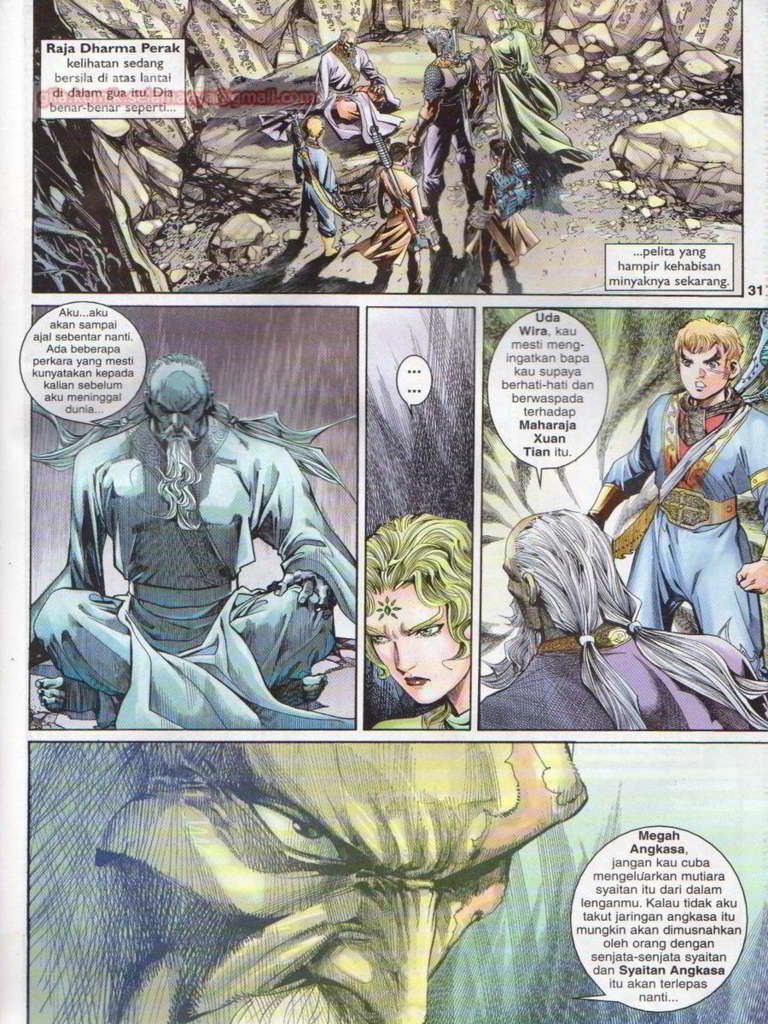 Raja Dharma Perak
kelihatan sedang
bersila di atas lantai
di dalam gua itu. Dia
benar-benar seperti...
...pelita yang
hampir kehabisan
minyaknya sekarang.
31
Aku...aku
akan sampai
ajal sebentar nanti.
Ada beberapa
perkara yang mesti
kunyatakan kepada
kalian sebelum
aku meninggal
dunia...
...
...
Uda
Wira, kau
mesti meng-
ingatkan bapa
kau supaya
berhati-hati dan
berwaspada
terhadap
Maharaja
Xuan
Tian itu.
Megah
Angkasa,
jangan kau cuba
mengeluarkan mutiara
syaitan itu dari dalam
lenganmu. Kalau tidak aku
takut jaringan angkasa itu
mungkin akan dimusnahkan
oleh orang dengan
senjata-senjata syaitan
dan Syaitan Angkasa
itu akan terlepas
nanti...